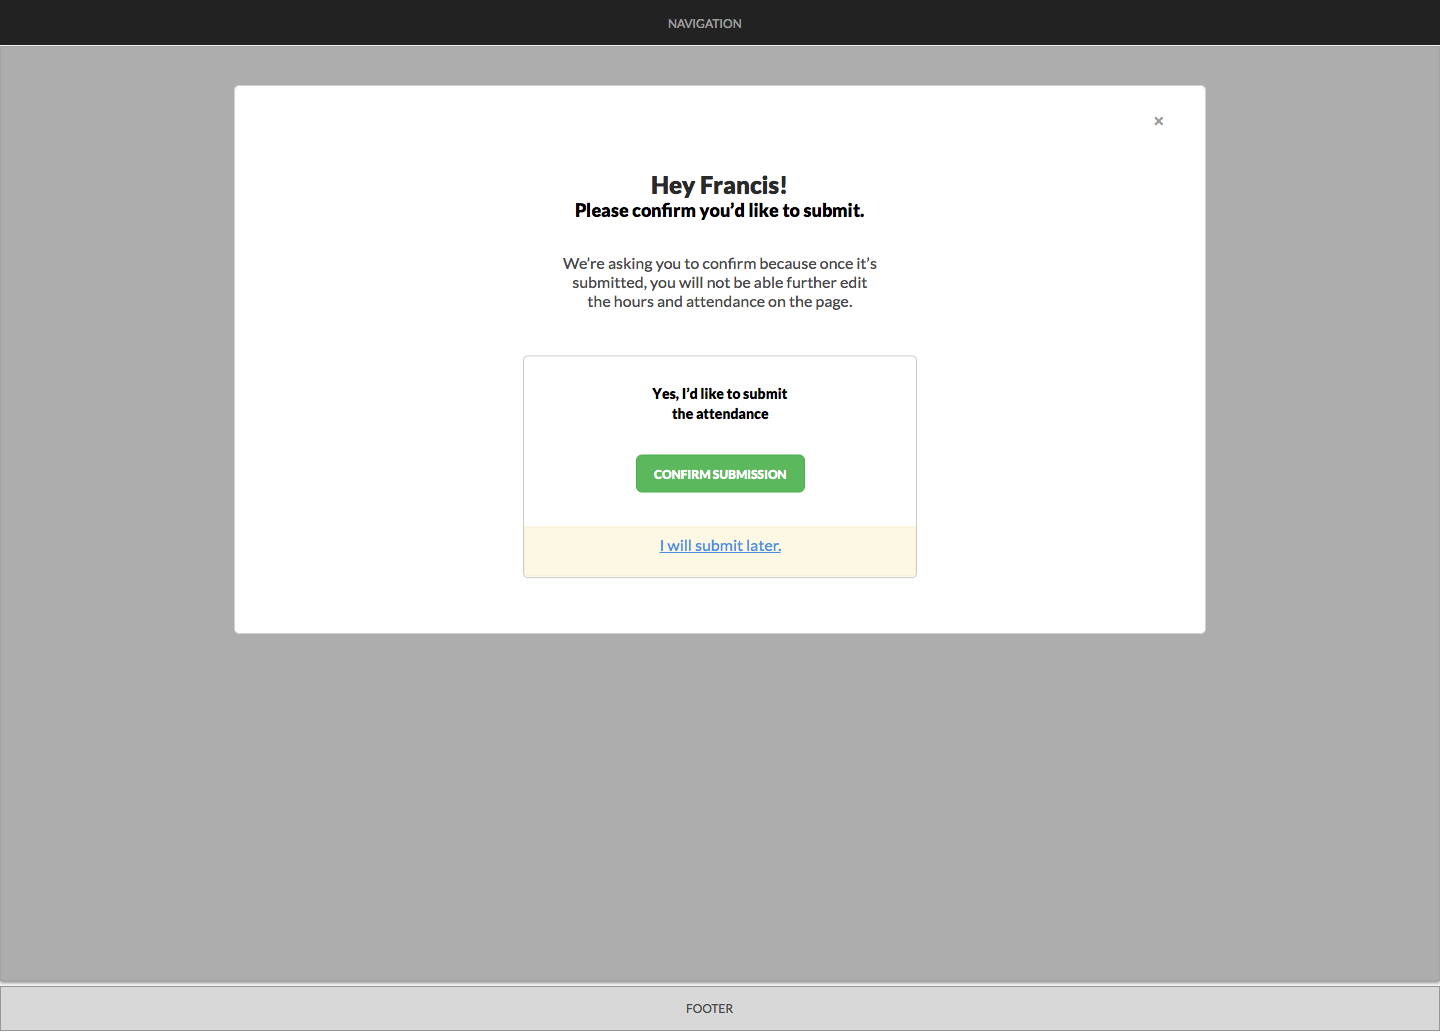 NAVIGATION
×
Hey Francis!
Please confirm you’d like to submit.
We’re asking you to confirm because once it’s
submitted, you will not be able further edit
the hours and attendance on the page.
Yes, I’d like to submit
the attendance
CONFIRM SUBMISSION
I will submit later.
FOOTER